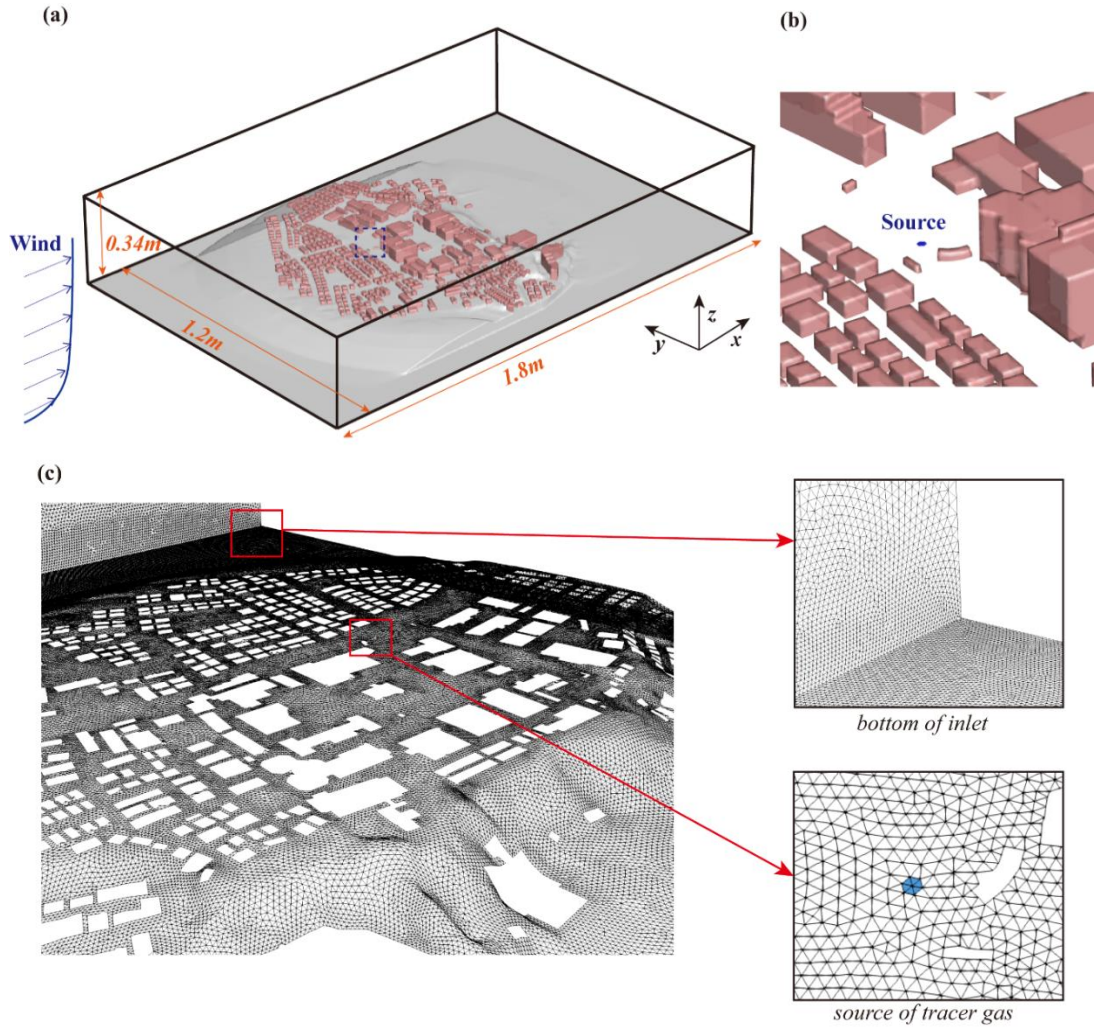 (a)
(b)
Wind
0.34m
1.2m
1.8m
z
y
x
Source
(c)
bottom of inlet
source of tracer gas